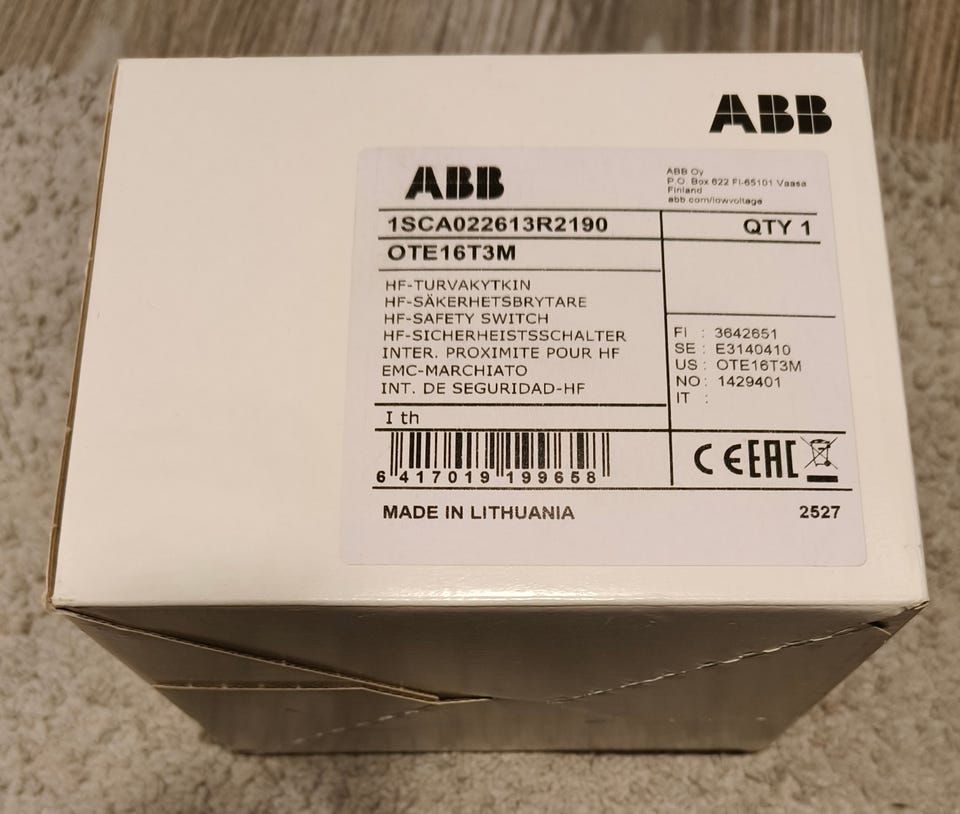 ABB
ABB
ABB Oy
P.O. Box 622 FI-65101 Vaasa
Finland
abb.com/lowvoltage
1SCA022613R2190
QTY 1
OTE16T3M
HF-TURVAKYTKIN
HF-SÄKERHETSBRYTARE
HF-SAFETY SWITCH
HF-SICHERHEISTSSCHALTER
INTER. PROXIMITE POUR HF
EMC-MARCHIATO
INT. DE SEGURIDAD-HF
FI : 3642651
SE : E3140410
US : OTE16T3M
NO : 1429401
IT :
I th
6 417019 199658
CE EAC
MADE IN LITHUANIA
2527